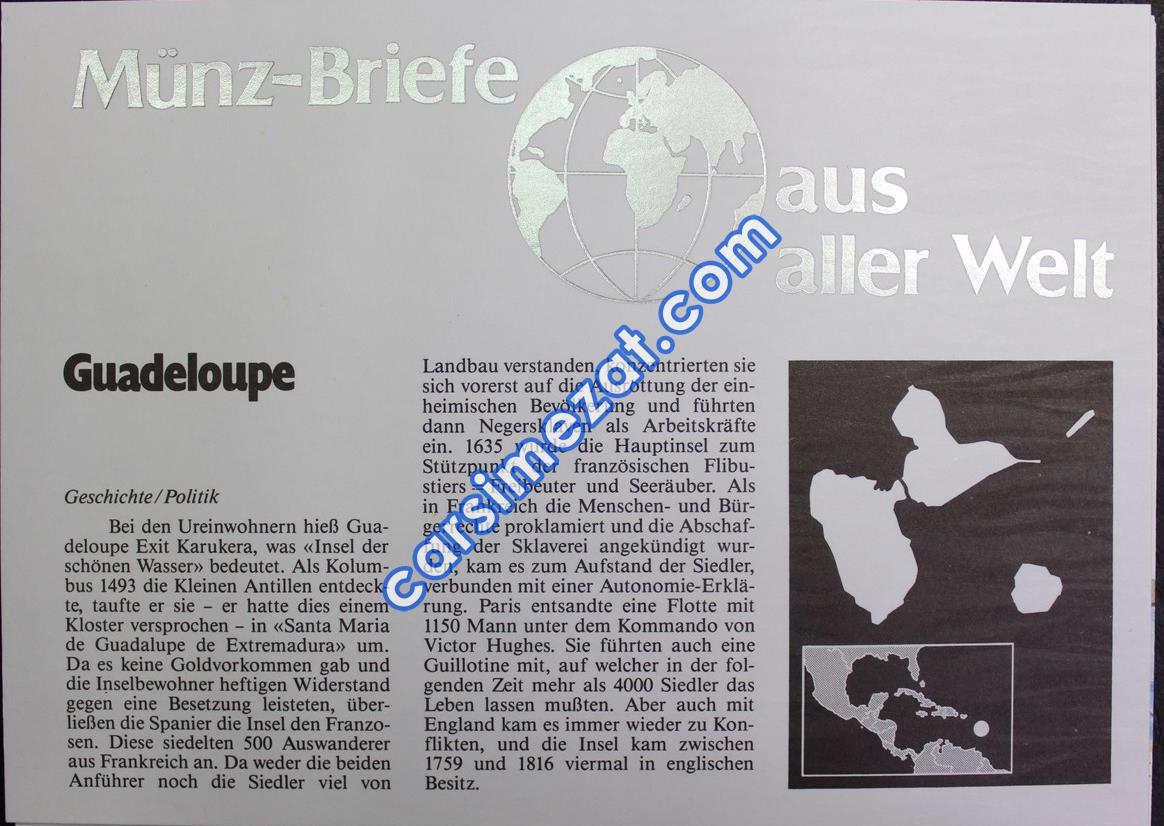 Münz-Briefe
aus
aller Welt
Guadeloupe
Geschichte/Politik
Bei den Ureinwohnern hieß Gua-
deloupe Exit Karukera, was «Insel der
schönen Wasser» bedeutet. Als Kolum-
bus 1493 die Kleinen Antillen entdeck-
te, taufte er sie – er hatte dies einem
Kloster versprochen – in «Santa Maria
de Guadalupe de Extremadura» um.
Da es keine Goldvorkommen gab und
die Inselbewohner heftigen Widerstand
gegen eine Besetzung leisteten, über-
ließen die Spanier die Insel den Franzo-
sen. Diese siedelten 500 Auswanderer
aus Frankreich an. Da weder die beiden
Anführer noch die Siedler viel von
Landbau verstanden, konzentrierten sie
sich vorerst auf die Ausrottung der ein-
heimischen Bevölkerung und führten
dann Negersklaven als Arbeitskräfte
ein. 1635 wurde die Hauptinsel zum
Stützpunkt der französischen Flibu-
stiers – Freibeuter und Seeräuber. Als
in Frankreich die Menschen- und Bür-
gerrechte proklamiert und die Abschaf-
fung der Sklaverei angekündigt wur-
den, kam es zum Aufstand der Siedler,
verbunden mit einer Autonomie-Erklä-
rung. Paris entsandte eine Flotte mit
1150 Mann unter dem Kommando von
Victor Hughes. Sie führten auch eine
Guillotine mit, auf welcher in der fol-
genden Zeit mehr als 4000 Siedler das
Leben lassen mußten. Aber auch mit
England kam es immer wieder zu Kon-
flikten, und die Insel kam zwischen
1759 und 1816 viermal in englischen
Besitz.
carsimezat.com